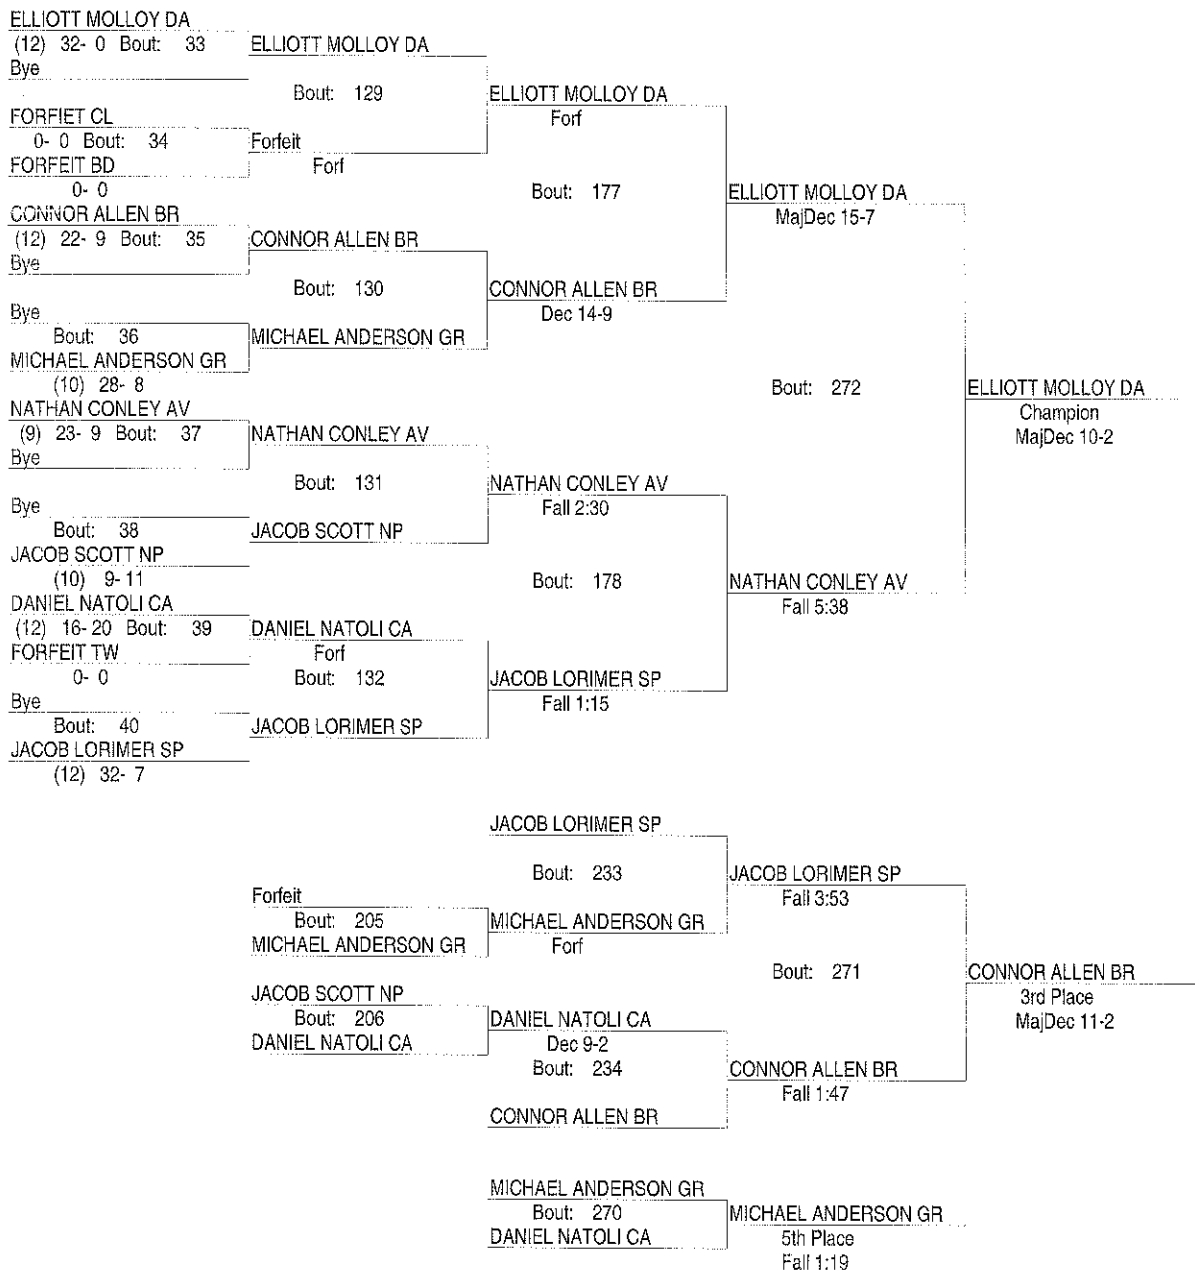 ELLIOTT MOLLOY DA
(12) 32- 0 Bout: 33
Bye
ELLIOTT MOLLOY DA
Bout: 129
FORFIET CL
0- 0 Bout: 34
FORFEIT BD
0- 0
Forfeit
Forf
ELLIOTT MOLLOY DA
Forf
Bout: 177
CONNOR ALLEN BR
(12) 22- 9 Bout: 35
Bye
CONNOR ALLEN BR
Bout: 130
Bye
Bout: 36
MICHAEL ANDERSON GR
(10) 28- 8
MICHAEL ANDERSON GR
CONNOR ALLEN BR
Dec 14-9
ELLIOTT MOLLOY DA
MajDec 15-7
Bout: 272
NATHAN CONLEY AV
(9) 23- 9 Bout: 37
Bye
NATHAN CONLEY AV
Bout: 131
Bye
Bout: 38
JACOB SCOTT NP
(10) 9- 11
JACOB SCOTT NP
NATHAN CONLEY AV
Fall 2:30
Bout: 178
DANIEL NATOLI CA
(12) 16- 20 Bout: 39
FORFEIT TW
0- 0
DANIEL NATOLI CA
Forf
Bout: 132
Bye
Bout: 40
JACOB LORIMER SP
(12) 32- 7
JACOB LORIMER SP
JACOB LORIMER SP
Fall 1:15
NATHAN CONLEY AV
Fall 5:38
ELLIOTT MOLLOY DA
Champion
MajDec 10-2
JACOB LORIMER SP
Bout: 233
Forfeit
Bout: 205
MICHAEL ANDERSON GR
MICHAEL ANDERSON GR
Forf
JACOB LORIMER SP
Fall 3:53
Bout: 271
JACOB SCOTT NP
Bout: 206
DANIEL NATOLI CA
DANIEL NATOLI CA
Dec 9-2
Bout: 234
CONNOR ALLEN BR
CONNOR ALLEN BR
Fall 1:47
CONNOR ALLEN BR
3rd Place
MajDec 11-2
MICHAEL ANDERSON GR
Bout: 270
DANIEL NATOLI CA
MICHAEL ANDERSON GR
5th Place
Fall 1:19